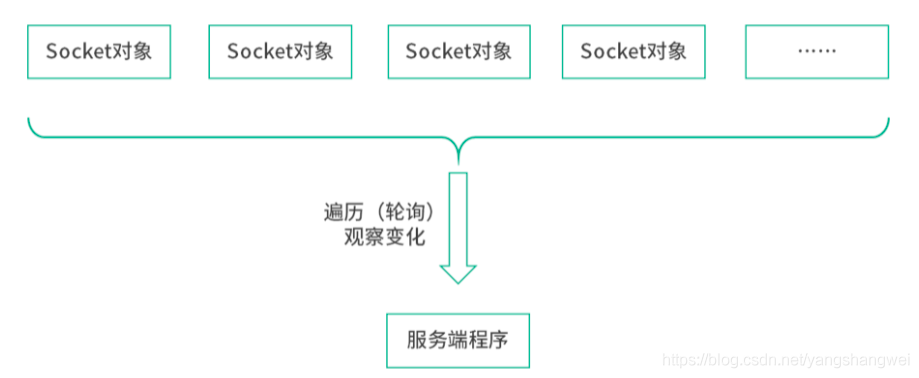 Socket对象 Socket对象 Socket对象 Socket对象 ……
遍历（轮询）
观察变化
服务端程序
https://blog.csdn.net/yangshangwei